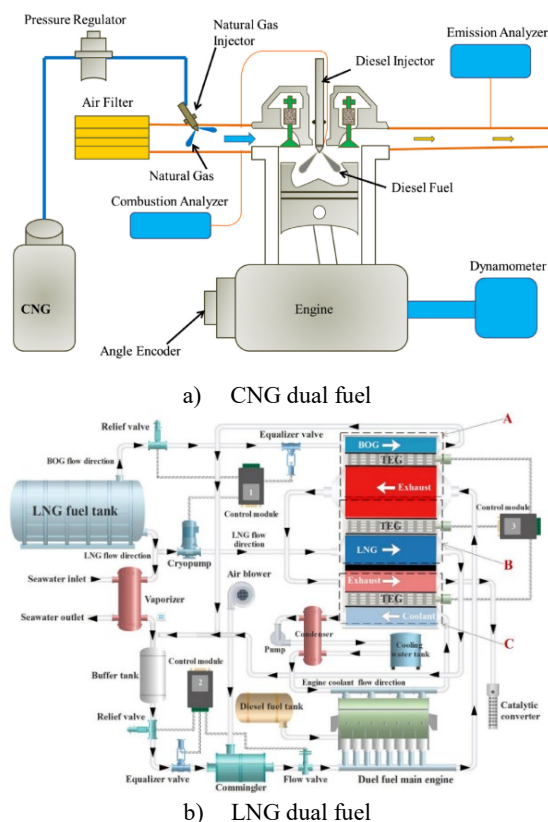 Pressure Regulator
Natural Gas
Injector
Diesel Injector
Emission Analyzer
Air Filter
Natural Gas
Diesel Fuel
Combustion Analyzer
Dynamometer
CNG
Engine
Angle Encoder
a) CNG dual fuel
Relief valve
Equalizer valve
A
BOG flow direction
BOG
TEG
LNG fuel tank
1
Control module
Exhaust
Control module
3
TEG
LNG flow direction
Cryopump
LNG flow
direction
LNG
B
Seawater inlet
Air blower
Exhaust
Vaporizer
TEG
Seawater outlet
Condenser
Coolant
C
Pump
Cooling
water tank
Buffer tank
Control module
2
Engine coolant flow direction
Diesel fuel tank
Catalytic
converter
Relief valve
Equalizer valve
Commingler
Flow valve
Duel fuel main engine
b) LNG dual fuel